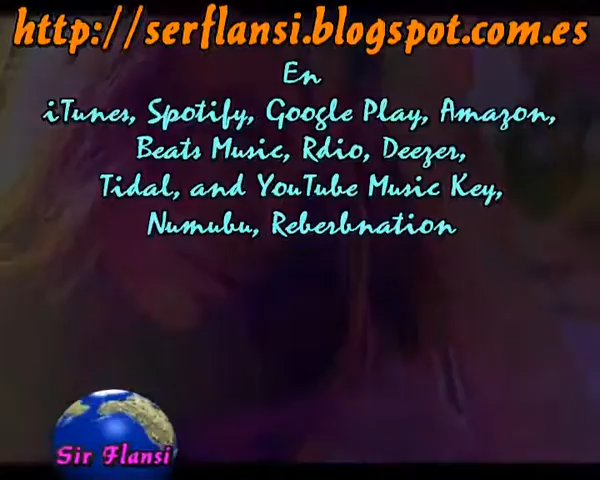 http://serflansi.blogspot.com.es
En
iTunes, Spotify, Google Play, Amazon,
Beats Music, Rdio, Deezer,
Tidal, and YouTube Music Key,
Numubu, Reberbnation
Sir Flansi